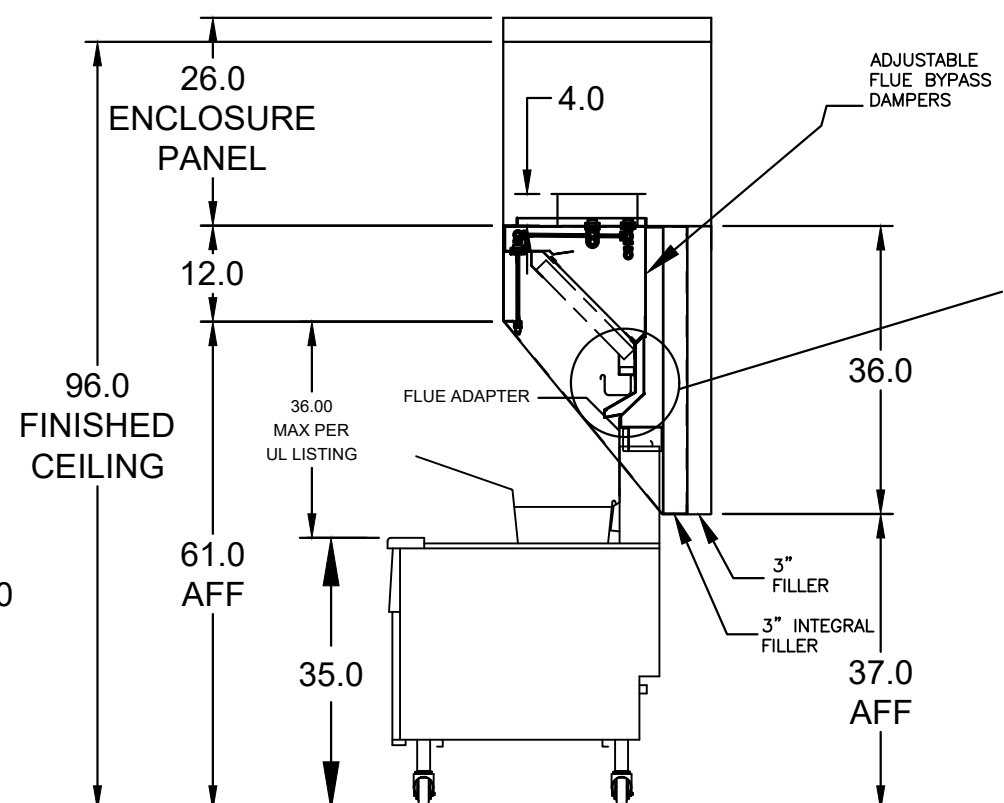 26.0
ENCLOSURE
PANEL
4.0
ADJUSTABLE
FLUE BYPASS
DAMPERS
12.0
96.0
FINISHED
CEILING
36.00
MAX PER
UL LISTING
FLUE ADAPTER
36.0
61.0
AFF
0
35.0
3"
FILLER
3" INTEGRAL
FILLER
37.0
AFF